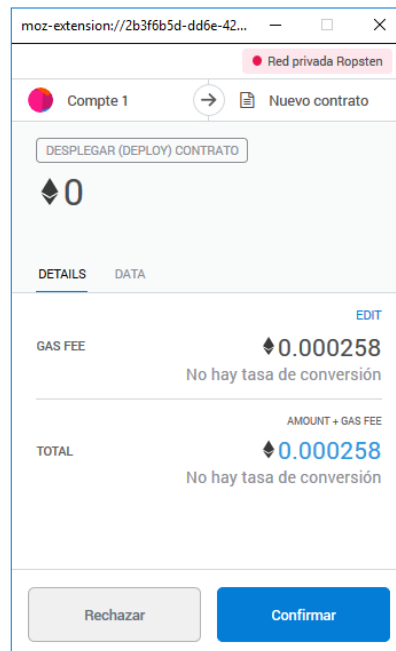 moz-extension://2b3f6b5d-dd6e-42...
Red privada Ropsten
Compte 1
Nuevo contrato
DESPLEGAR (DEPLOY) CONTRATO
0
DETAILS DATA
EDIT
GAS FEE 0.000258
No hay tasa de conversión
AMOUNT + GAS FEE
TOTAL 0.000258
No hay tasa de conversión
Rechazar Confirmar